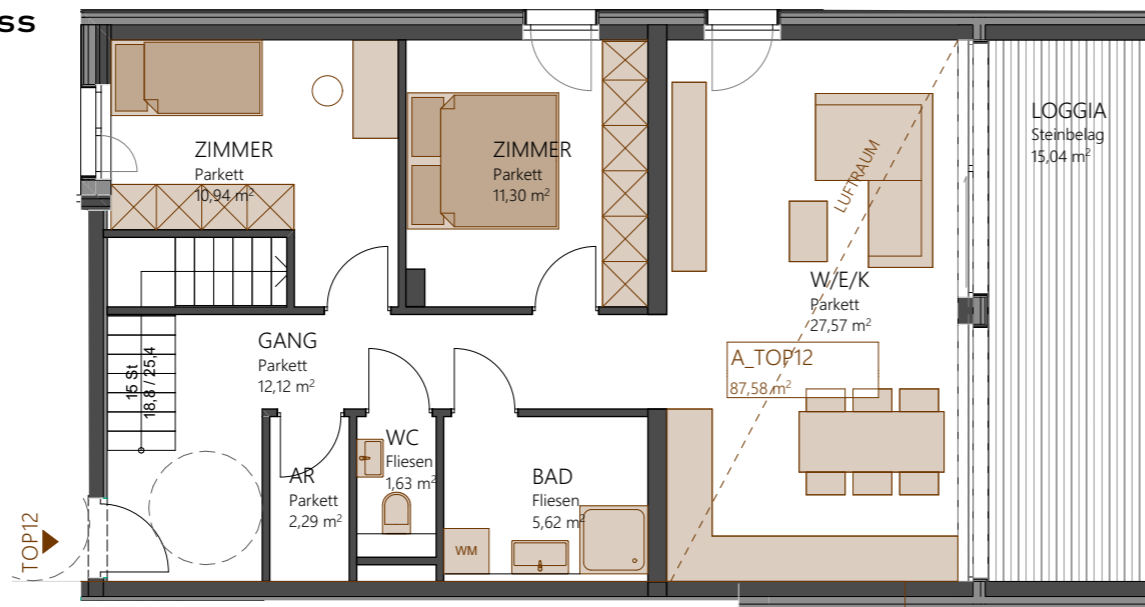 ss
ZIMMER
Parkett
10,94 m²
ZIMMER
Parkett
11,30 m²
LOGGIA
Steinbelag
15,04 m²
LUFTRAUM
W/E/K
Parkett
27,57 m²
A_TOP12
87,58 m²
GANG
Parkett
12,12 m²
15 St
18,8 / 25,4
WC
Fliesen
1,63 m²
AR
Parkett
2,29 m²
BAD
Fliesen
5,62 m²
WM
TOP12